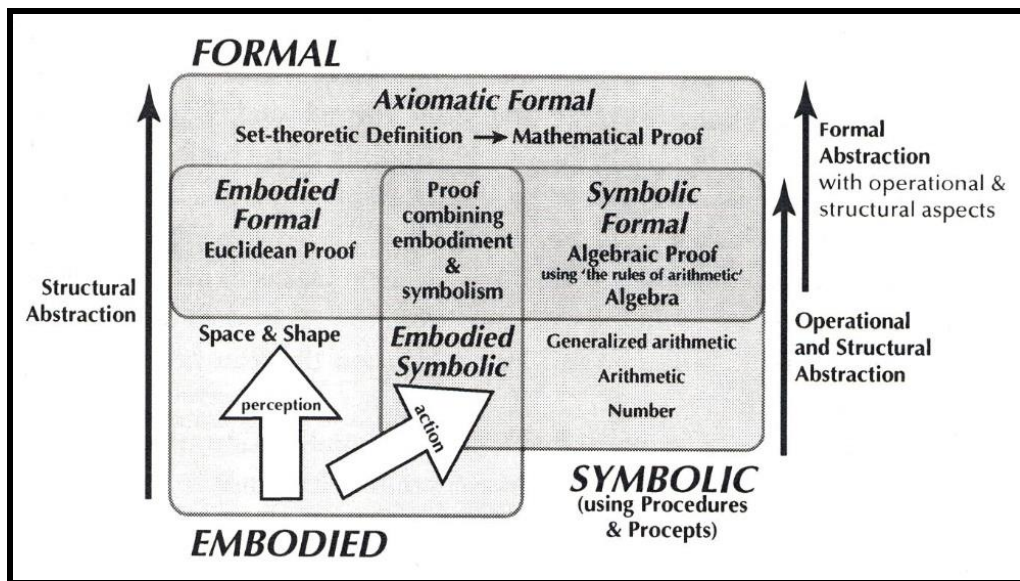 FORMAL
Axiomatic Formal
Set-theoretic Definition → Mathematical Proof
Embodied
Formal
Euclidean Proof
Proof
combining
embodiment
&
symbolism
Symbolic
Formal
Algebraic Proof
using 'the rules of arithmetic'
Algebra
Space & Shape
perception
Embodied
Symbolic
action
Generalized arithmetic
Arithmetic
Number
EMBODIED
SYMBOLIC
(using Procedures
& Procepts)
Structural
Abstraction
Formal
Abstraction
with operational &
structural aspects
Operational
and Structural
Abstraction